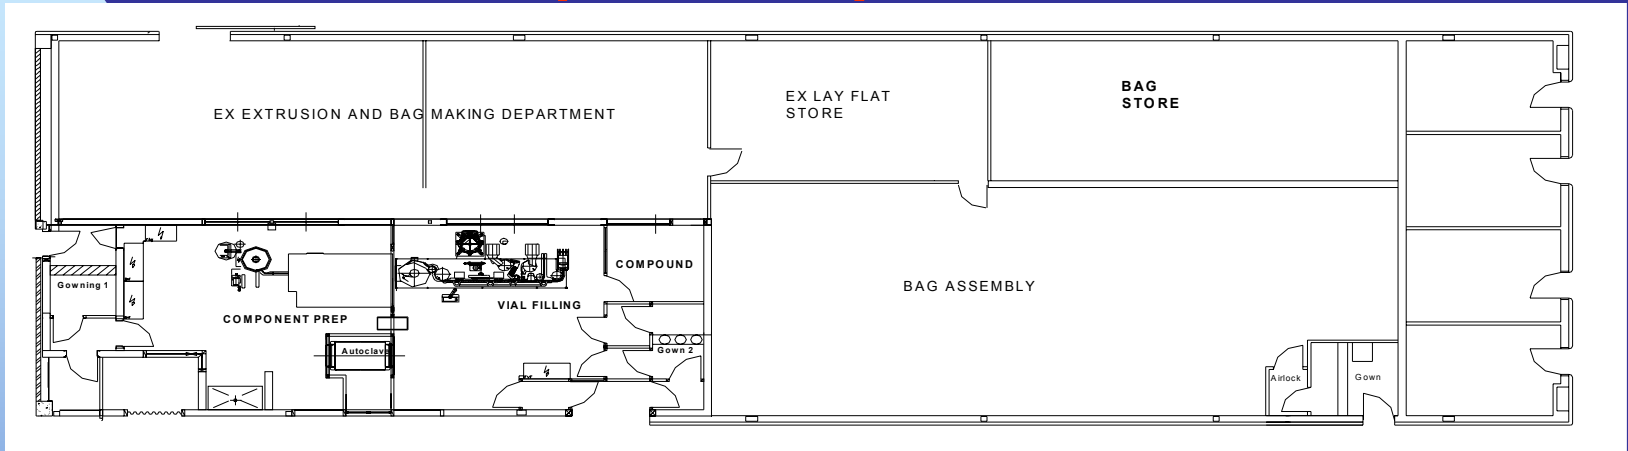 EX EXTRUSION AND BAG MAKING DEPARTMENT
EX LAY FLAT
STORE
BAG
STORE
Gowning 1
COMPONENT PREP
Autoclave
VIAL FILLING
COMPOUND
Gown 2
BAG ASSEMBLY
Airlock
Gown